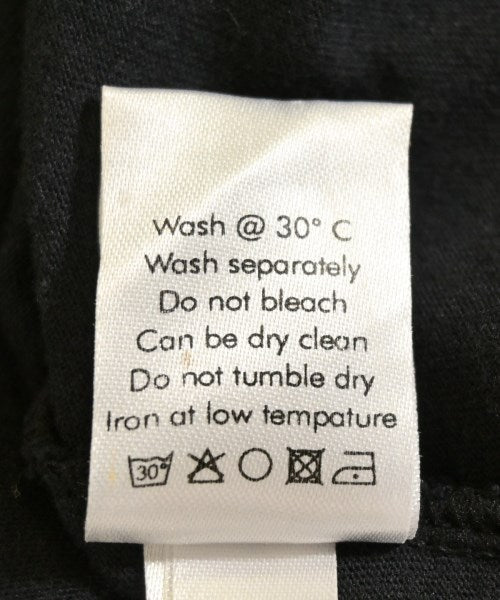 Wash @ 30° C
Wash separately
Do not bleach
Can be dry clean
Do not tumble dry
Iron at low tempature
30°